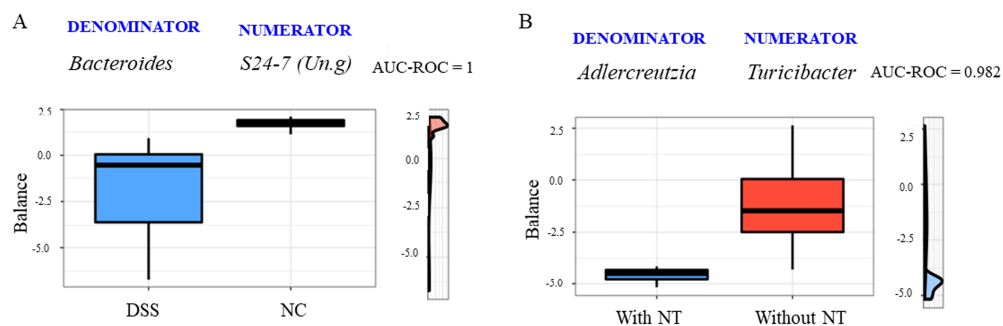 A
DENOMINATOR NUMERATOR
Bacteroides S24-7 (Un.g) AUC-ROC = 1
2.5
0.0
-2.5
-5.0
Balance
DSS NC
2.5
0.0
-2.5
-5.0
B
DENOMINATOR NUMERATOR
Adlercreutzia Turicibacter AUC-ROC = 0.982
2.5
0.0
-2.5
-5.0
Balance
With NT Without NT
2.5
0.0
-2.5
-5.0